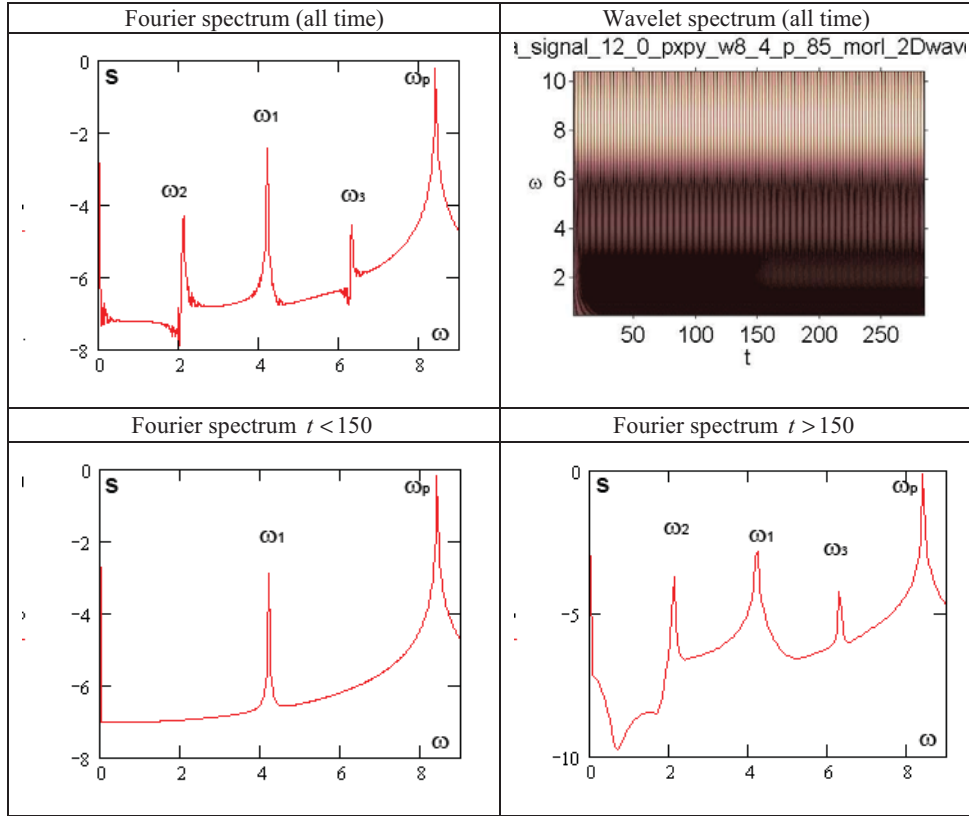 Fourier spectrum (all time)
Wavelet spectrum (all time)
S
ωp
ω1
ω2
ω3
ω
0
−2
−4
−6
−8
0 2 4 6 8
a_signal_12_0_pxpy_w8_4_p_85_morl_2Dwave
10
8
6
4
2
ω
50 100 150 200 250
t
Fourier spectrum t < 150
Fourier spectrum t > 150
S
ωp
ω1
ω
0
−2
−4
−6
−8
0 2 4 6 8
S
ωp
ω2
ω1
ω3
ω
0
−5
−10
0 2 4 6 8